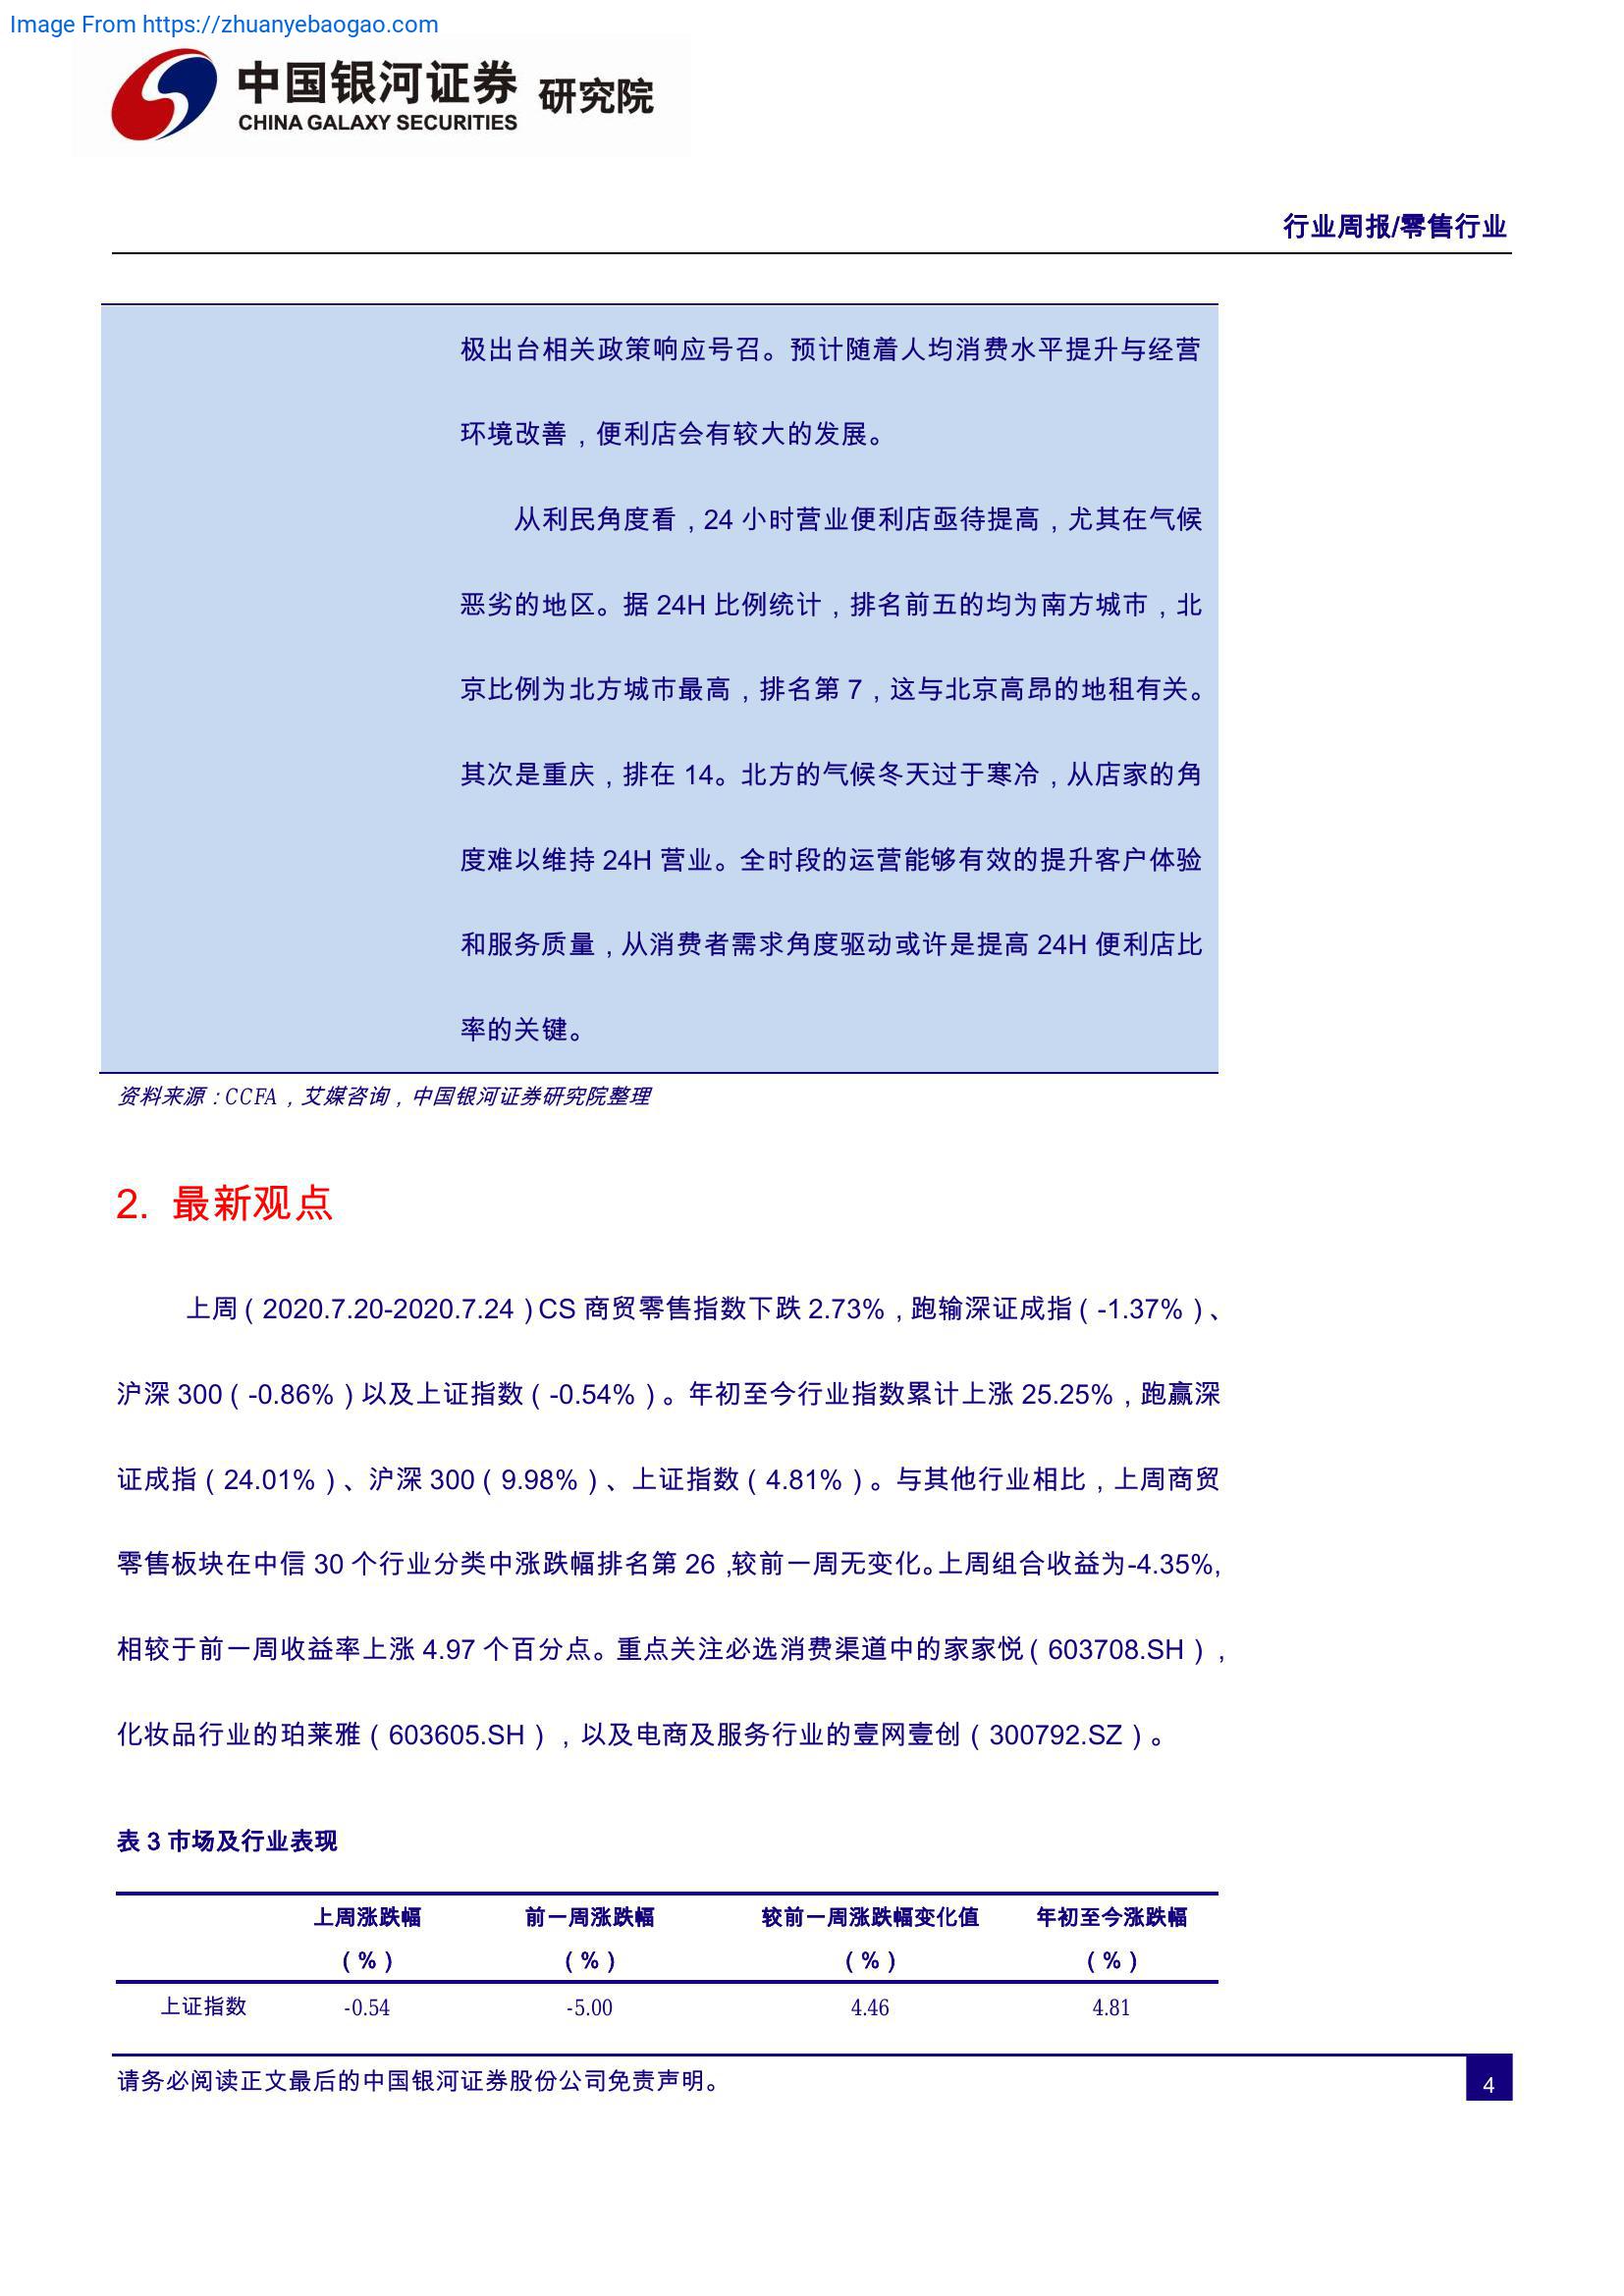 Image From https://zhuanyebaogao.com
中国银河证券 研究院
CHINA GALAXY SECURITIES
行业周报/零售行业
极出台相关政策响应号召。预计随着人均消费水平提升与经营
环境改善，便利店会有较大的发展。
从利民角度看，24 小时营业便利店亟待提高，尤其在气候
恶劣的地区。据 24H 比例统计，排名前五的均为南方城市，北
京比例为北方城市最高，排名第 7，这与北京高昂的地租有关。
其次是重庆，排在 14。北方的气候冬天过于寒冷，从店家的角
度难以维持 24H 营业。全时段的运营能够有效的提升客户体验
和服务质量，从消费者需求角度驱动或许是提高 24H 便利店比
率的关键。
资料来源：CCFA，艾媒咨询，中国银河证券研究院整理
2. 最新观点
上周（2020.7.20-2020.7.24）CS 商贸零售指数下跌 2.73%，跑输深证成指（-1.37%）、
沪深 300（-0.86%）以及上证指数（-0.54%）。年初至今行业指数累计上涨 25.25%，跑赢深
证成指（24.01%）、沪深 300（9.98%）、上证指数（4.81%）。与其他行业相比，上周商贸
零售板块在中信 30 个行业分类中涨跌幅排名第 26，较前一周无变化。上周组合收益为-4.35%,
相较于前一周收益率上涨 4.97 个百分点。重点关注必选消费渠道中的家家悦（603708.SH），
化妆品行业的珀莱雅（603605.SH），以及电商及服务行业的壹网壹创（300792.SZ）。
表 3 市场及行业表现
上周涨跌幅 前一周涨跌幅 较前一周涨跌幅变化值 年初至今涨跌幅
（%） （%） （%） （%）
上证指数 -0.54 -5.00 4.46 4.81
请务必阅读正文最后的中国银河证券股份公司免责声明。
4